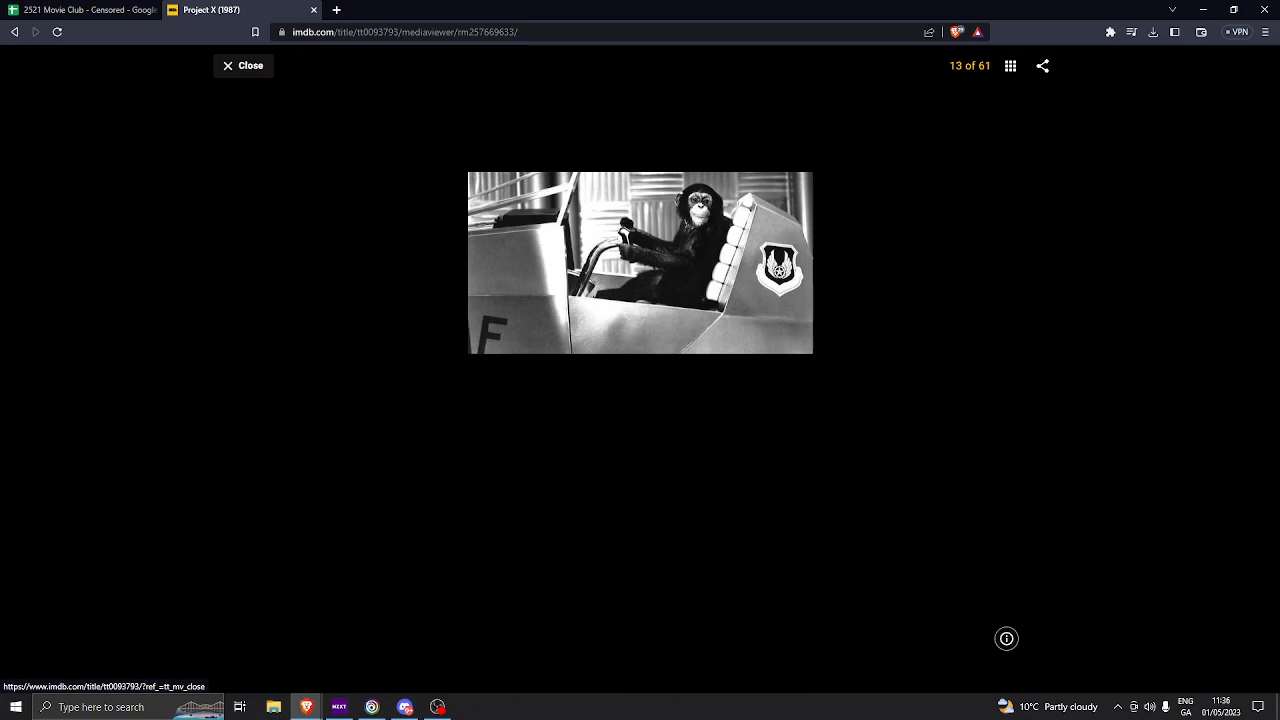 2521 Movie Club - Censored - Google
Project X (1987)
imdb.com/title/tt0093793/mediaviewer/rm257669633/
VPN
Close
13 of 61
F
https://www.imdb.com/title/tt0093793/?ref_=tt_mv_close
Type here to search
NEXT
10°C Partly cloudy
ENG
GA
11:36
01/05/2023